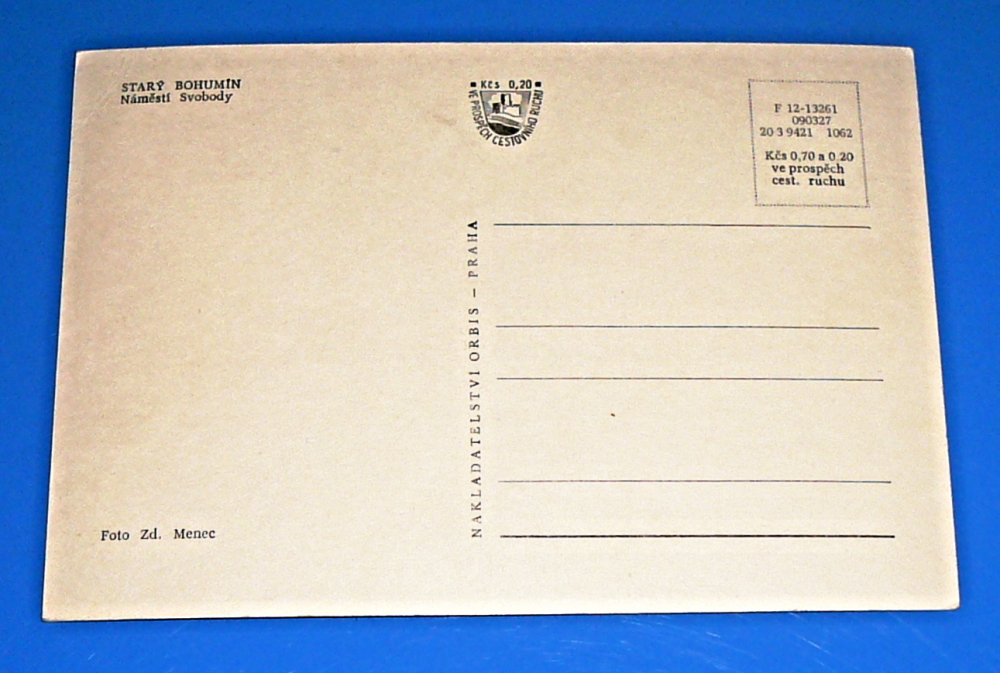 STARÝ BOHUMÍN
Náměstí Svobody
Kčs 0,20
VE PROSPĚCH CESTOVNÍHO RUCHU
F 12-13261
090327
20 3 9421 1062
Kčs 0,70 a 0.20
ve prospěch
cest. ruchu
NAKLADATELSTVÍ ORBIS – PRAHA
Foto Zd. Menec